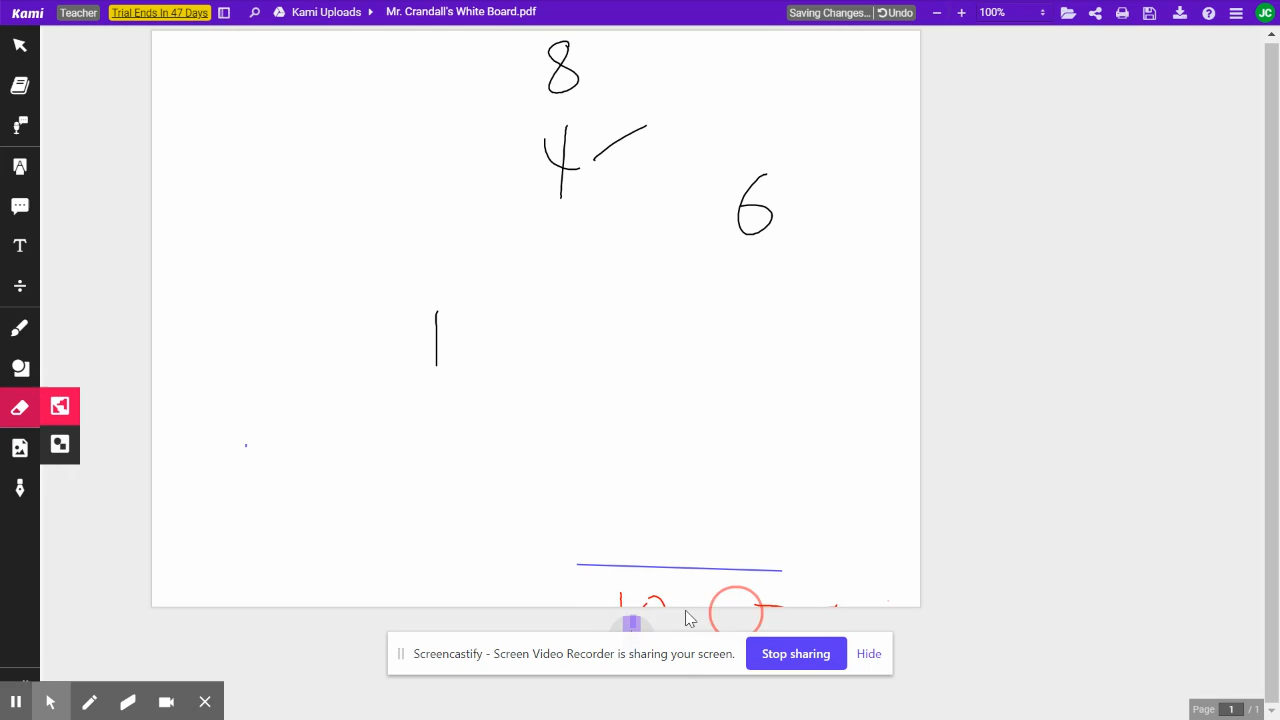 Kami Teacher Trial Ends In 47 Days Kami Uploads Mr. Crandall's White Board.pdf Saving Changes... Undo 100% JC
8
4
6
1
Screencastify - Screen Video Recorder is sharing your screen. Stop sharing Hide
Page 1 / 1